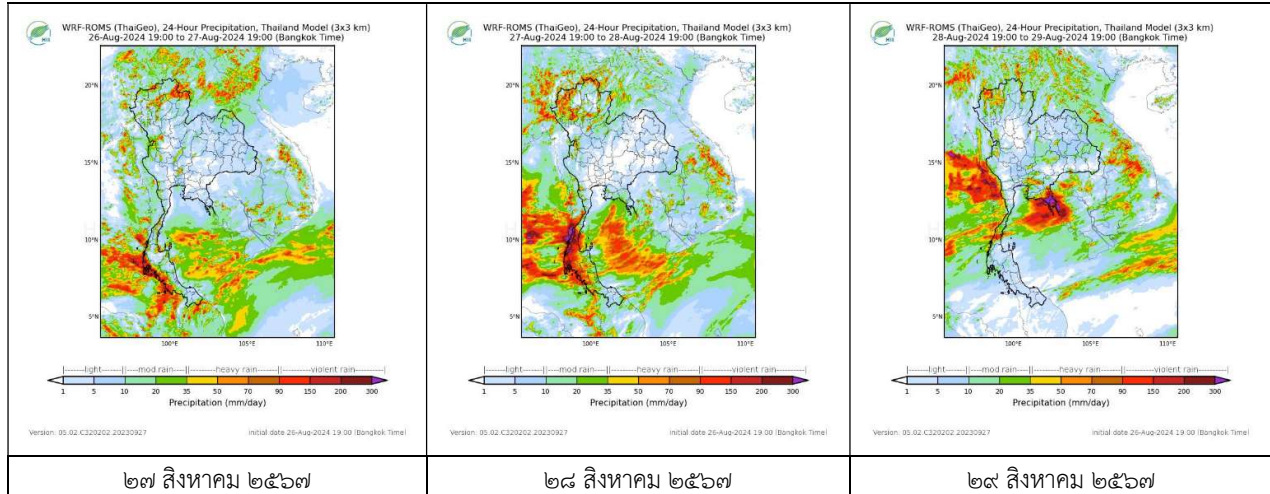 WRF-ROMS (ThaiGeo), 24-Hour Precipitation, Thailand Model (3x3 km)
26-Aug-2024 19:00 to 27-Aug-2024 19:00 (Bangkok Time)
20°N
15°N
10°N
5°N
100°E 105°E 110°E
|--------light--------||----mod rain----||------heavy rain------||------violent rain------|
1 5 10 20 35 50 70 90 150 200 300
Precipitation (mm/day)
Version: 05.02.C320202.20230927 initial date 26-Aug-2024 19:00 (Bangkok Time)
๒๗ สิงหาคม ๒๕๖๗
WRF-ROMS (ThaiGeo), 24-Hour Precipitation, Thailand Model (3x3 km)
27-Aug-2024 19:00 to 28-Aug-2024 19:00 (Bangkok Time)
20°N
15°N
10°N
5°N
100°E 105°E 110°E
|--------light--------||----mod rain----||------heavy rain------||------violent rain------|
1 5 10 20 35 50 70 90 150 200 300
Precipitation (mm/day)
Version: 05.02.C320202.20230927 initial date 26-Aug-2024 19:00 (Bangkok Time)
๒๘ สิงหาคม ๒๕๖๗
WRF-ROMS (ThaiGeo), 24-Hour Precipitation, Thailand Model (3x3 km)
28-Aug-2024 19:00 to 29-Aug-2024 19:00 (Bangkok Time)
20°N
15°N
10°N
5°N
100°E 105°E 110°E
|--------light--------||----mod rain----||------heavy rain------||------violent rain------|
1 5 10 20 35 50 70 90 150 200 300
Precipitation (mm/day)
Version: 05.02.C320202.20230927 initial date 26-Aug-2024 19:00 (Bangkok Time)
๒๙ สิงหาคม ๒๕๖๗